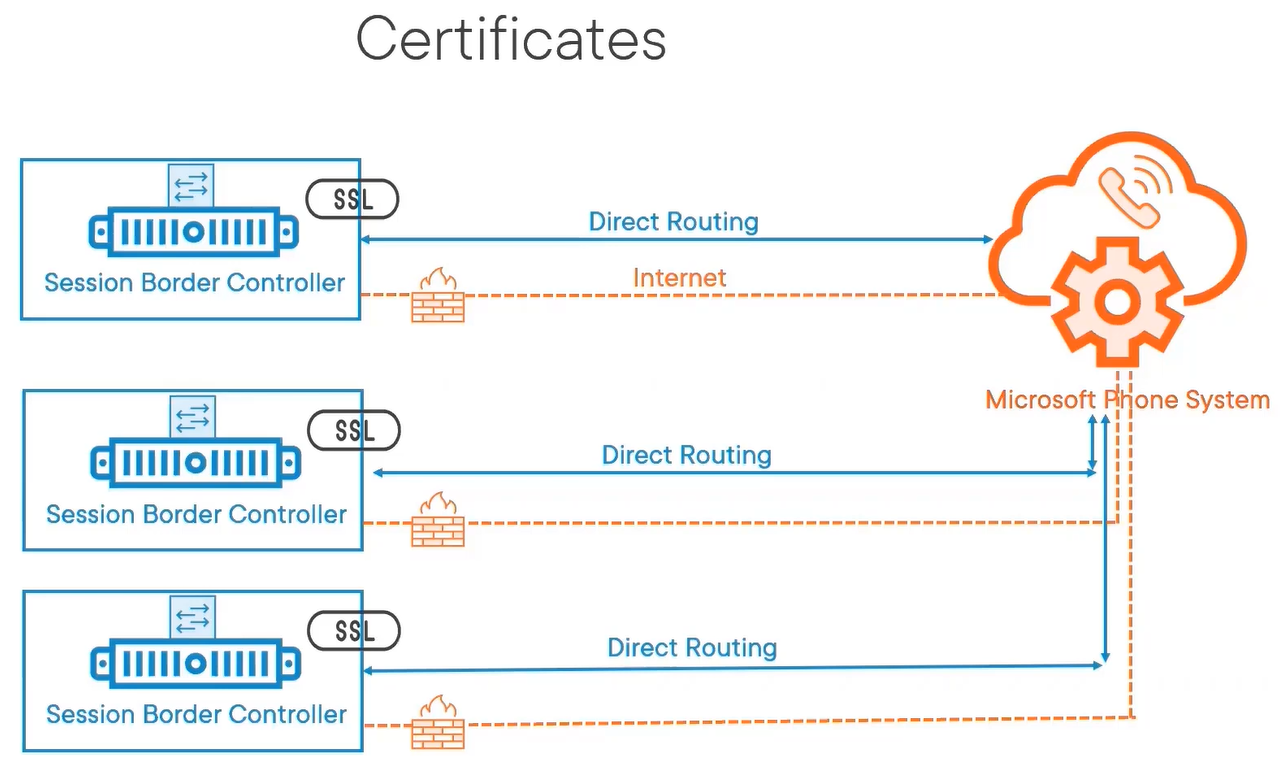 Certificates
SSL
Direct Routing
Session Border Controller
Internet
Microsoft Phone System
SSL
Direct Routing
Session Border Controller
SSL
Direct Routing
Session Border Controller